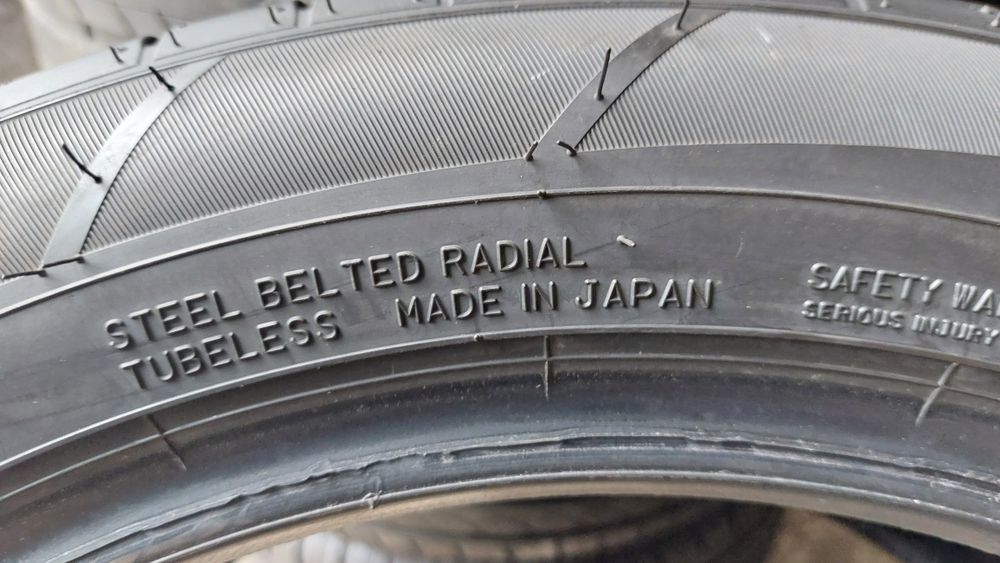 STEEL BELTED RADIAL
TUBELESS MADE IN JAPAN
SAFETY
SERIOUS INJURY